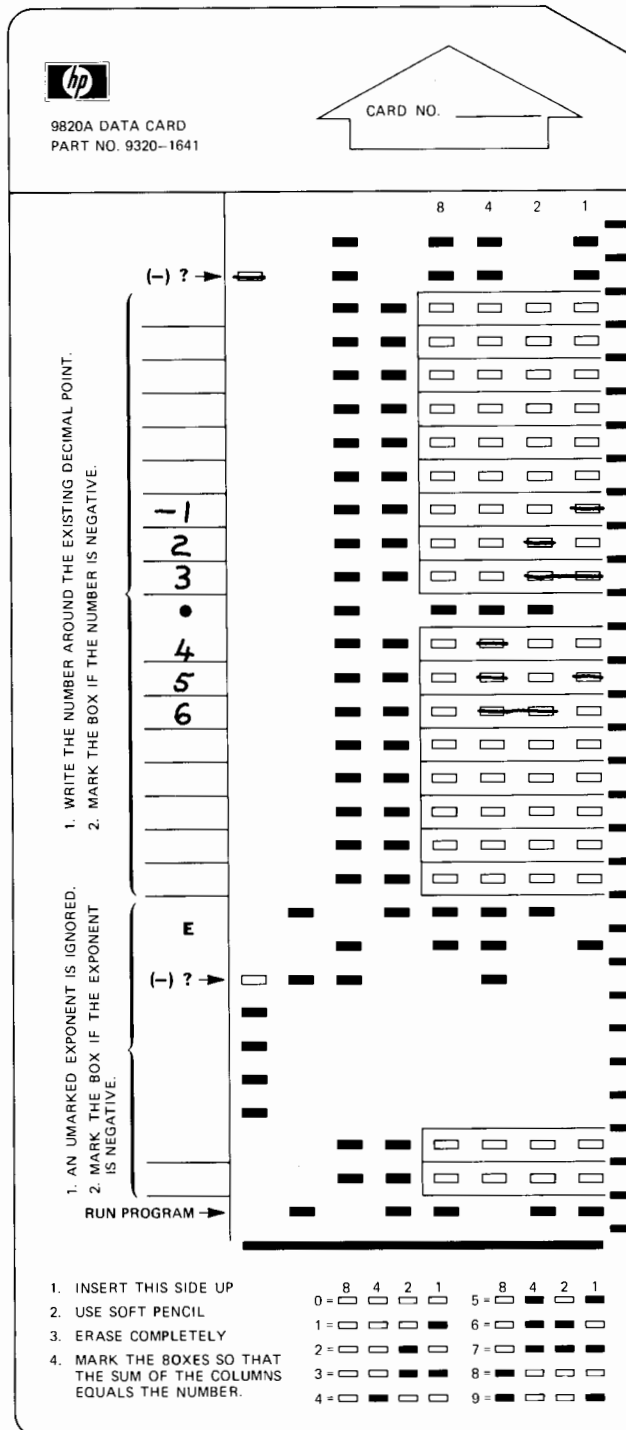 hp
9820A DATA CARD
PART NO. 9320-1641
CARD NO.
8 4 2 1
(-) ? →
1. WRITE THE NUMBER AROUND THE EXISTING DECIMAL POINT.
2. MARK THE BOX IF THE NUMBER IS NEGATIVE.
-1
2
3
•
4
5
6
1. AN UMARKED EXPONENT IS IGNORED.
2. MARK THE BOX IF THE EXPONENT
IS NEGATIVE.
E
(-) ? →
RUN PROGRAM →
1. INSERT THIS SIDE UP
2. USE SOFT PENCIL
3. ERASE COMPLETELY
4. MARK THE BOXES SO THAT
THE SUM OF THE COLUMNS
EQUALS THE NUMBER.
8 4 2 1
0 =
1 =
2 =
3 =
4 =
8 4 2 1
5 =
6 =
7 =
8 =
9 =